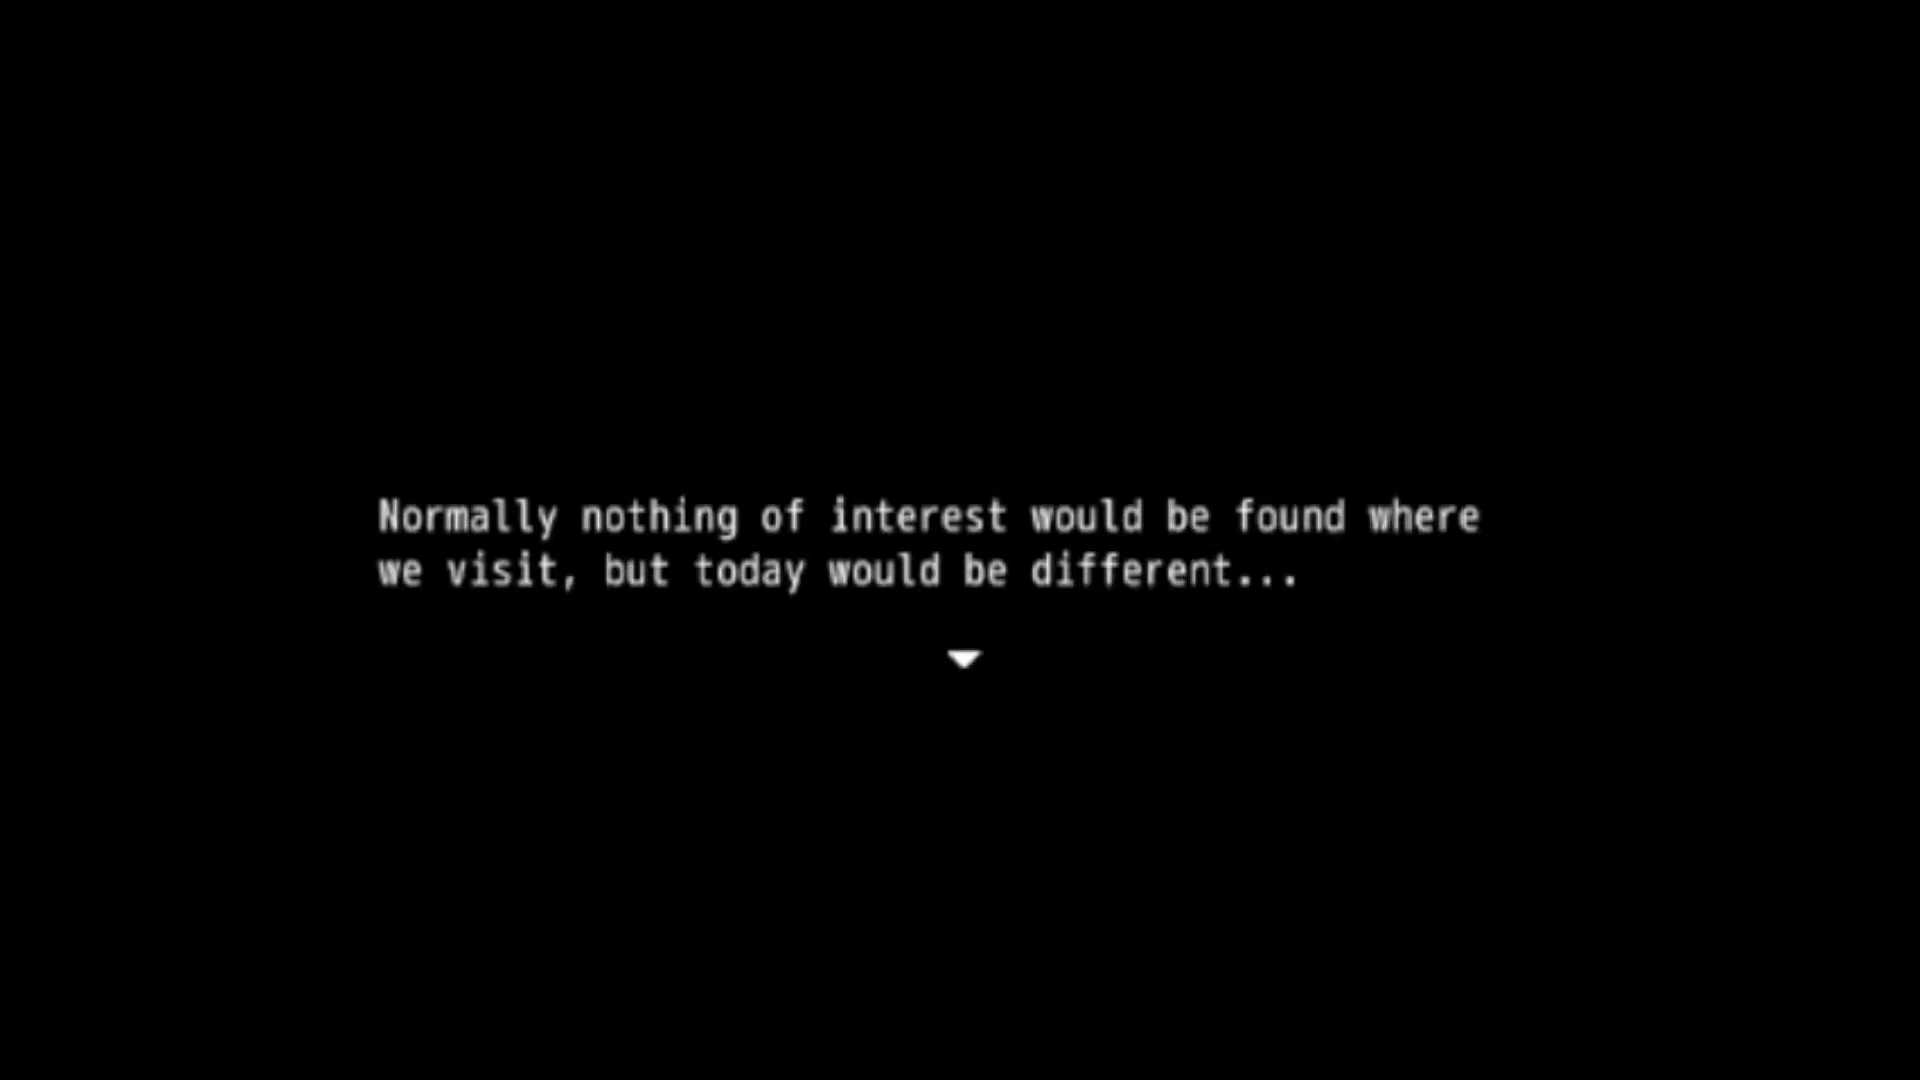 Normally nothing of interest would be found where
we visit, but today would be different...